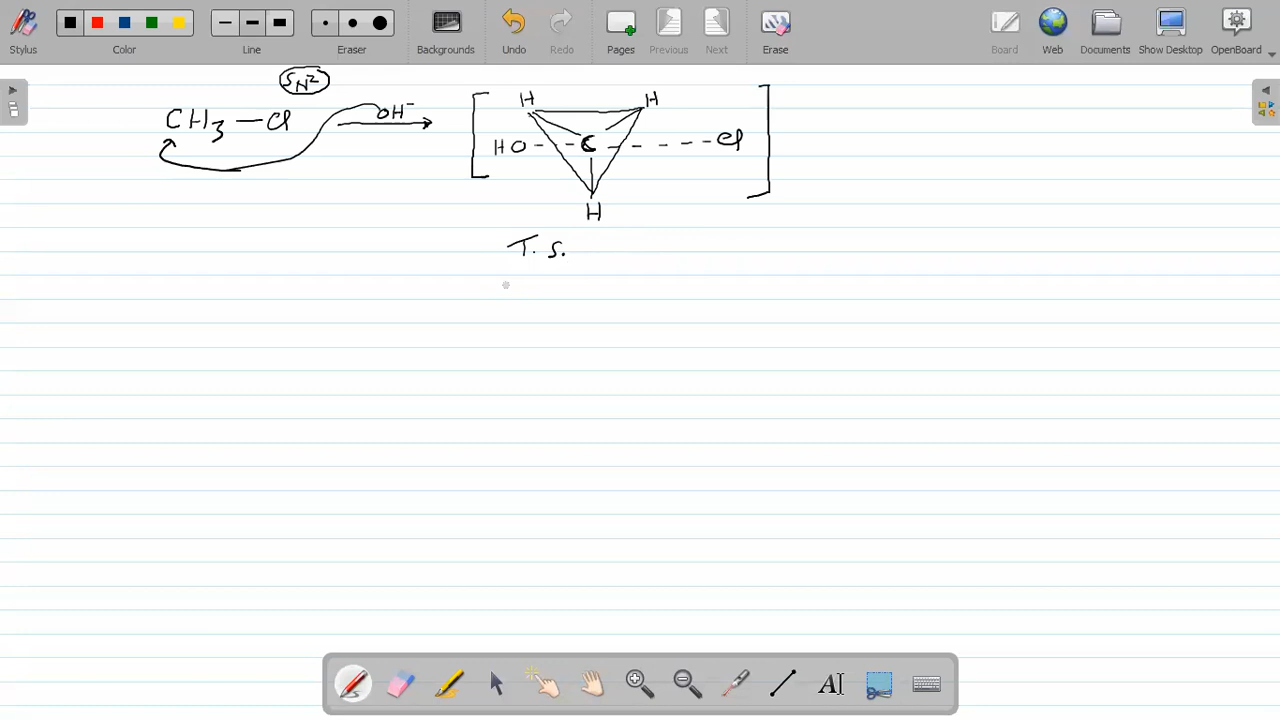 Stylus Color Line Eraser Backgrounds Undo Redo Pages Previous Next Erase Board Web Documents Show Desktop OpenBoard
SN2
CH3 — Cl OH⁻ → [ HO - - - C - - - - Cl ]
H H
H
T. S.